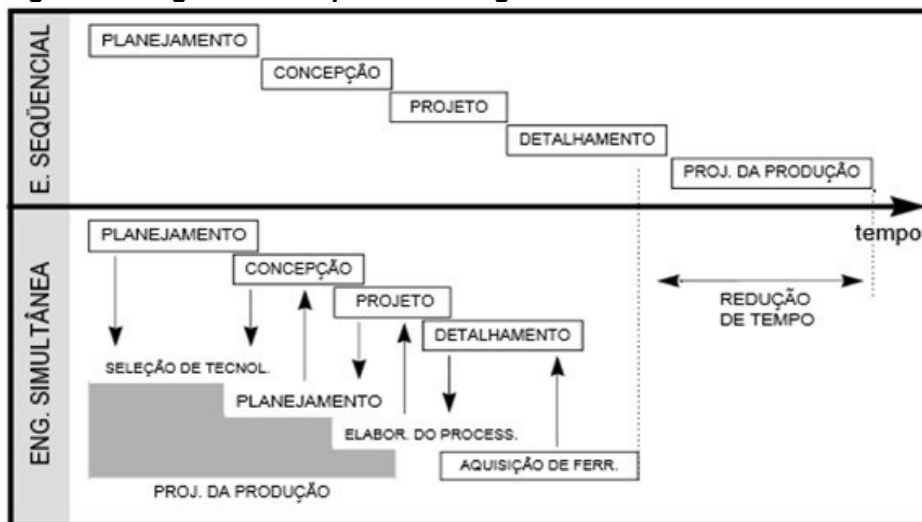 E. SEQÜENCIAL
PLANEJAMENTO
CONCEPÇÃO
PROJETO
DETALHAMENTO
PROJ. DA PRODUÇÃO
tempo
ENG. SIMULTÂNEA
PLANEJAMENTO
CONCEPÇÃO
PROJETO
DETALHAMENTO
REDUÇÃO
DE TEMPO
SELEÇÃO DE TECNOL.
PLANEJAMENTO
ELABOR. DO PROCESS.
AQUISIÇÃO DE FERR.
PROJ. DA PRODUÇÃO